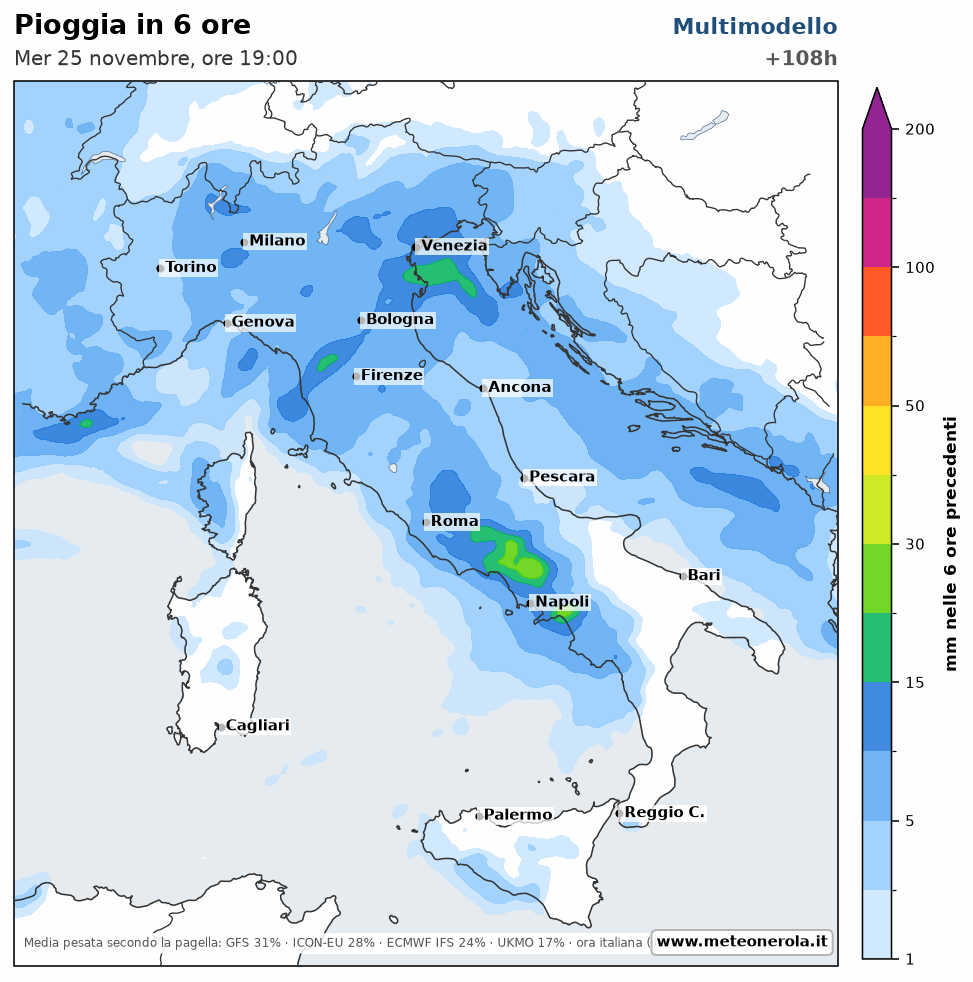 Pioggia in 6 ore
Multimodello
Mer 25 novembre, ore 19:00
+108h
200
Milano
Venezia
Torino
100
Genova
Bologna
Firenze
Ancona
50
Pescara
Roma
30
Bari
Napoli
mm nelle 6 ore precedenti
15
Cagliari
Palermo
Reggio C.
5
Media pesata secondo la pagella: GFS 31% · ICON-EU 28% · ECMWF IFS 24% · UKMO 17% · ora italiana (
www.meteonerola.it
1